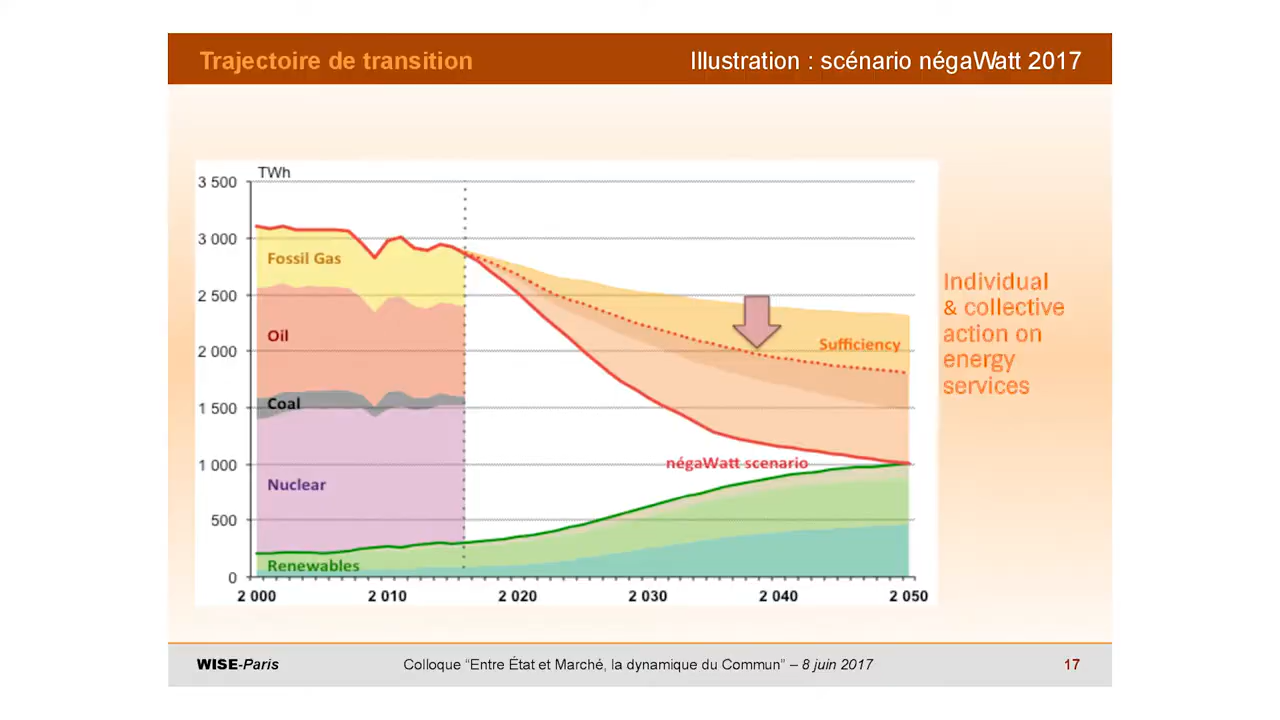 Trajectoire de transition
Illustration : scénario négaWatt 2017
TWh
3 500
3 000
2 500
2 000
1 500
1 000
500
0
Fossil Gas
Oil
Coal
Nuclear
Renewables
Sufficiency
négaWatt scenario
2 000
2 010
2 020
2 030
2 040
2 050
Individual
& collective
action on
energy
services
WISE-Paris
Colloque “Entre État et Marché, la dynamique du Commun” – 8 juin 2017
17